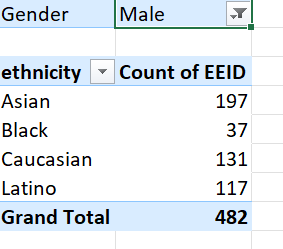 Gender Male
ethnicity Count of EEID
Asian 197
Black 37
Caucasian 131
Latino 117
Grand Total 482